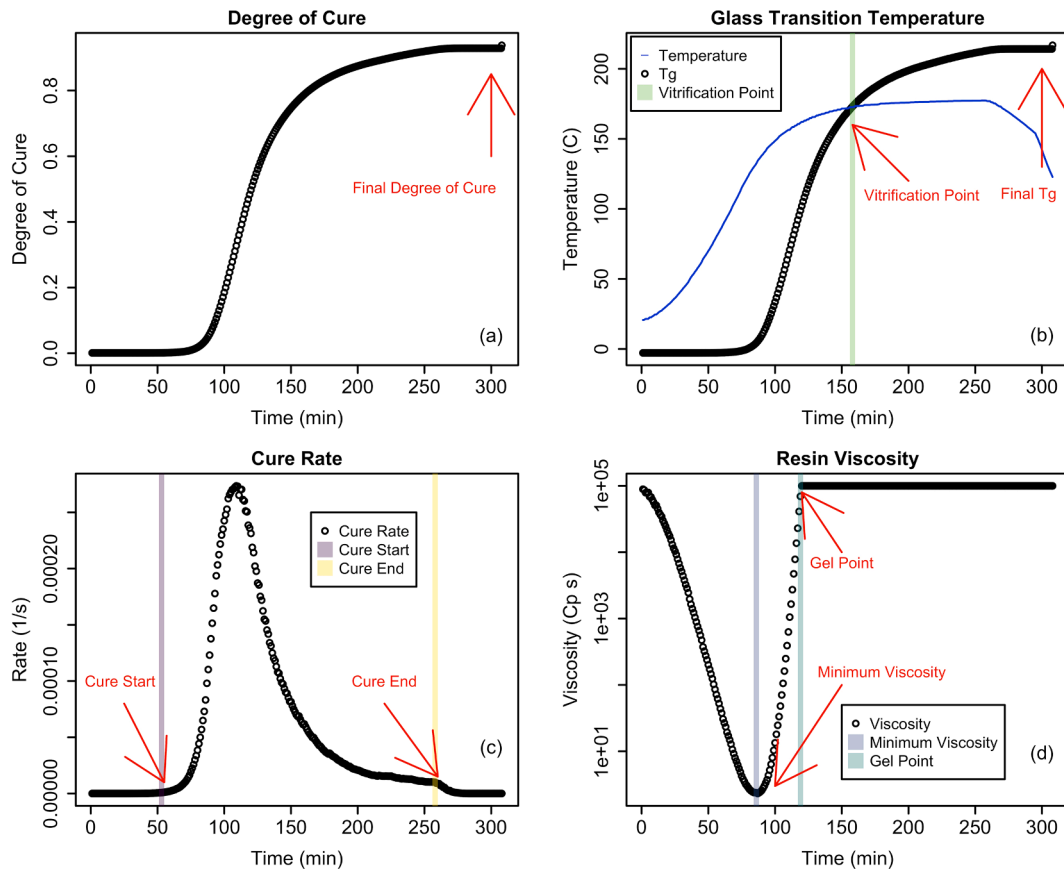 Degree of Cure
Degree of Cure
0.0
0.2
0.4
0.6
0.8
Final Degree of Cure
(a)
0
50
100
150
200
250
300
Time (min)
Glass Transition Temperature
Temperature (C)
0
50
100
150
200
Temperature
Tg
Vitrification Point
Vitrification Point
Final Tg
(b)
0
50
100
150
200
250
300
Time (min)
Cure Rate
Rate (1/s)
0.00000
0.00010
0.00020
Cure Rate
Cure Start
Cure End
Cure Start
Cure End
(c)
0
50
100
150
200
250
300
Time (min)
Resin Viscosity
Viscosity (Cp s)
1e+01
1e+03
1e+05
Gel Point
Minimum Viscosity
Viscosity
Minimum Viscosity
Gel Point
(d)
0
50
100
150
200
250
300
Time (min)